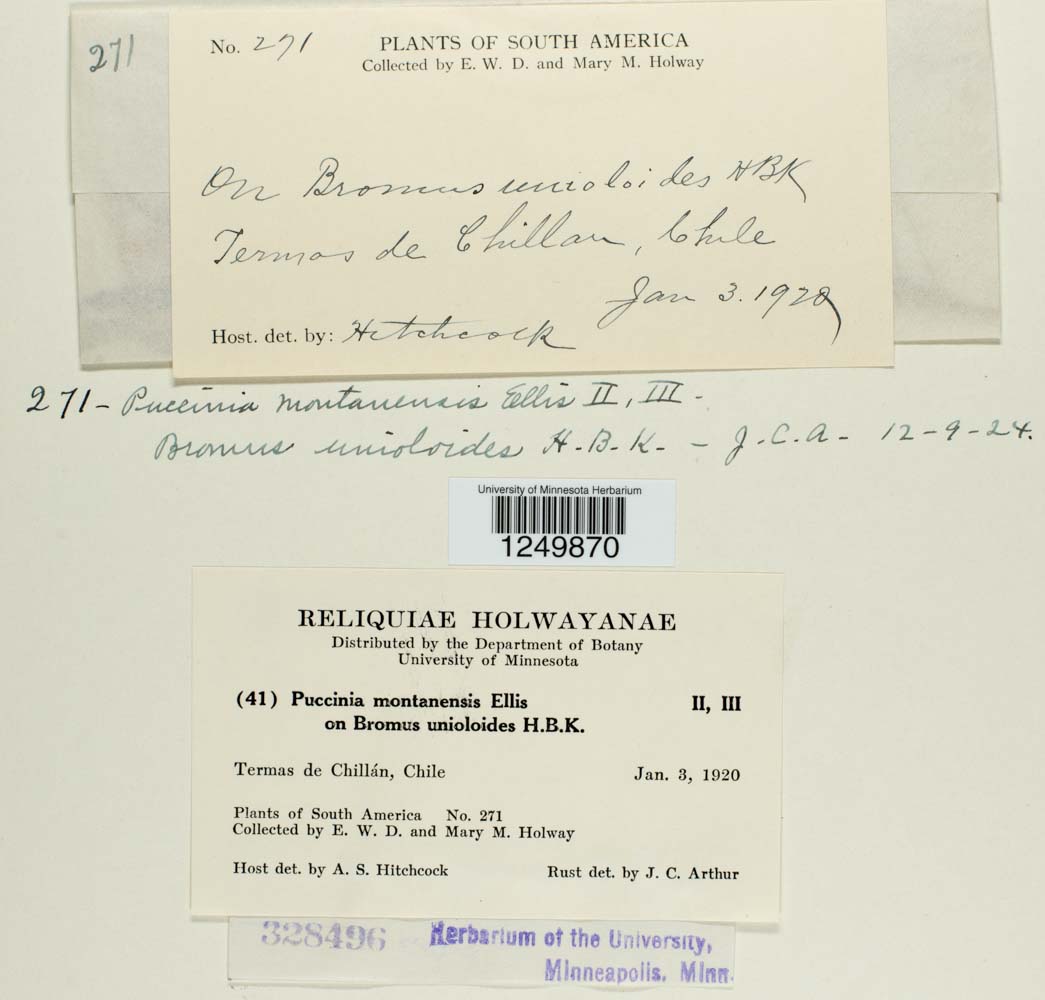 271
No. 271
PLANTS OF SOUTH AMERICA
Collected by E. W. D. and Mary M. Holway
On Bromus unioloides HBK
Termas de Chillan, Chile
Jan 3. 1920
Host. det. by: Hitchcock
271 - Puccinia montanensis Ellis II, III -
Bromus unioloides H-B-K- - J-C-A- 12-9-24.
University of Minnesota Herbarium
1249870
RELIQUIAE HOLWAYANAE
Distributed by the Department of Botany
University of Minnesota
(41) Puccinia montanensis Ellis II, III
on Bromus unioloides H.B.K.
Termas de Chillán, Chile Jan. 3, 1920
Plants of South America No. 271
Collected by E. W. D. and Mary M. Holway
Host det. by A. S. Hitchcock Rust det. by J. C. Arthur
328496 Herbarium of the University,
Minneapolis, Minn.